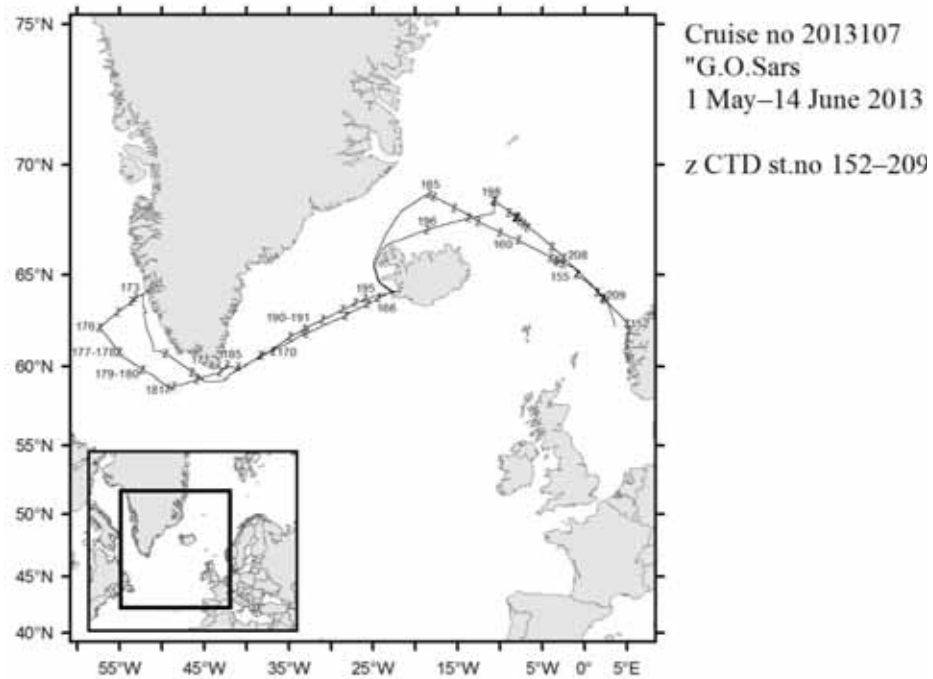 Cruise no 2013107
"G.O.Sars
1 May–14 June 2013
z CTD st.no 152–209
75°N
70°N
65°N
60°N
55°N
50°N
45°N
40°N
165
198
196
160
208
155
209
173
195
166
190-191
176
170
185
177-178
179-180
181
55°W
45°W
35°W
25°W
15°W
5°W
0°
5°E